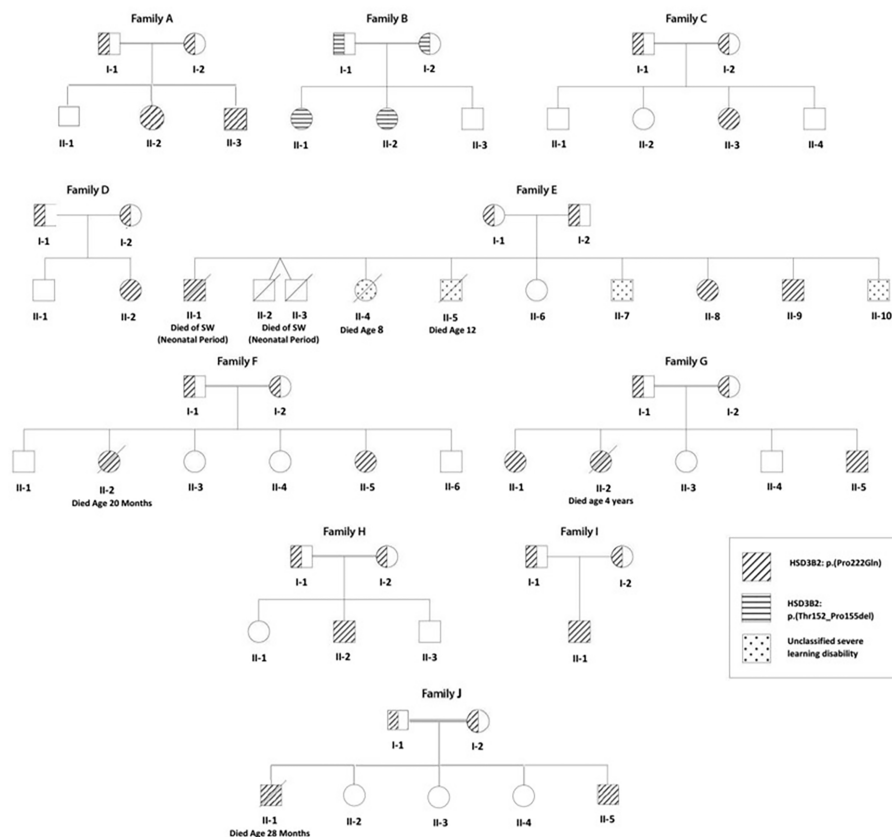 Family A
Family B
Family C
I-1 I-2
I-1 I-2
I-1 I-2
II-1 II-2 II-3
II-1 II-2 II-3
II-1 II-2 II-3 II-4
Family D
Family E
I-1 I-2
I-1 I-2
II-1 II-2
II-1
Died of SW
(Neonatal Period)
II-2 II-3
Died of SW
(Neonatal Period)
II-4
Died Age 8
II-5
Died Age 12
II-6 II-7 II-8 II-9 II-10
Family F
Family G
I-1 I-2
I-1 I-2
II-1 II-2 II-3 II-4 II-5 II-6
Died Age 20 Months
II-1 II-2 II-3 II-4 II-5
Died age 4 years
Family H
Family I
I-1 I-2
I-1 I-2
II-1 II-2 II-3
II-1
HSD3B2: p.(Pro222Gln)
HSD3B2:
p.(Thr152_Pro155del)
Unclassified severe
learning disability
Family J
I-1 I-2
II-1 II-2 II-3 II-4 II-5
Died Age 28 Months